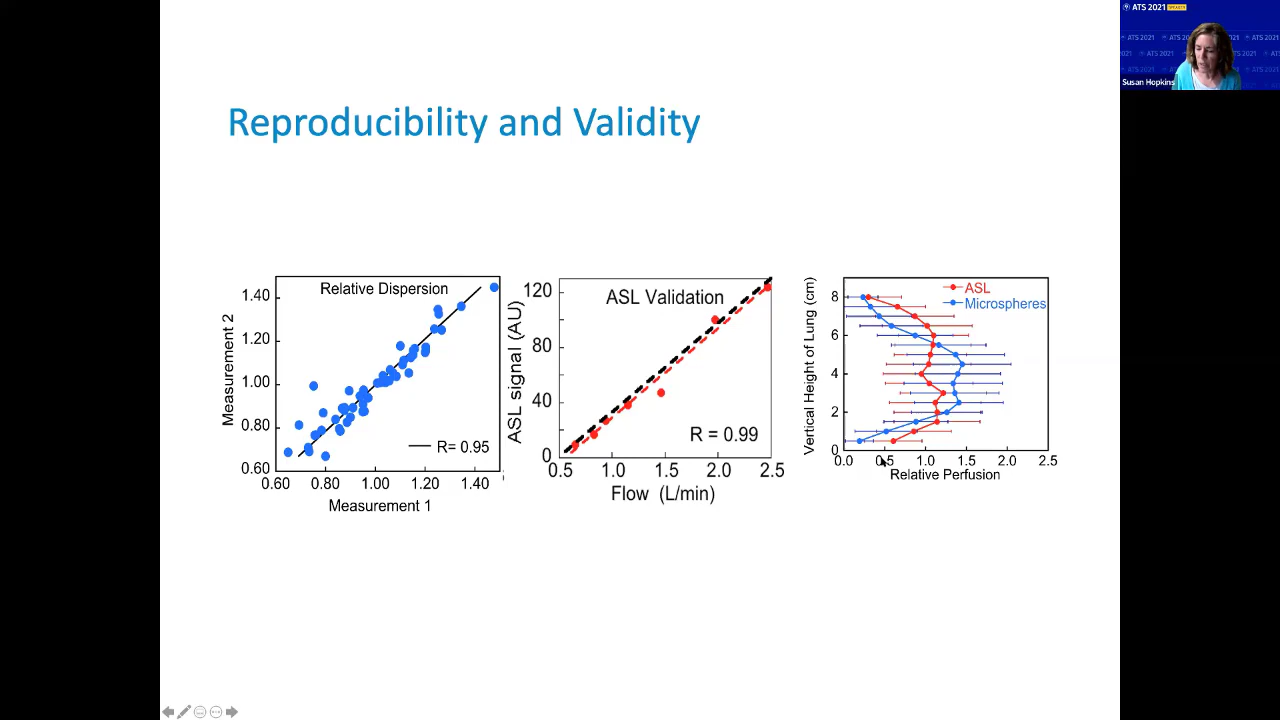 ATS 2021 SPEAKER
ATS 2021
Susan Hopkins
Reproducibility and Validity
Relative Dispersion
Measurement 2
1.40
1.20
1.00
0.80
0.60
R= 0.95
0.60 0.80 1.00 1.20 1.40
Measurement 1
ASL Validation
ASL signal (AU)
120
80
40
0
R = 0.99
0.5 1.0 1.5 2.0 2.5
Flow (L/min)
ASL
Microspheres
Vertical Height of Lung (cm)
8
6
4
2
0
0.0 0.5 1.0 1.5 2.0 2.5
Relative Perfusion